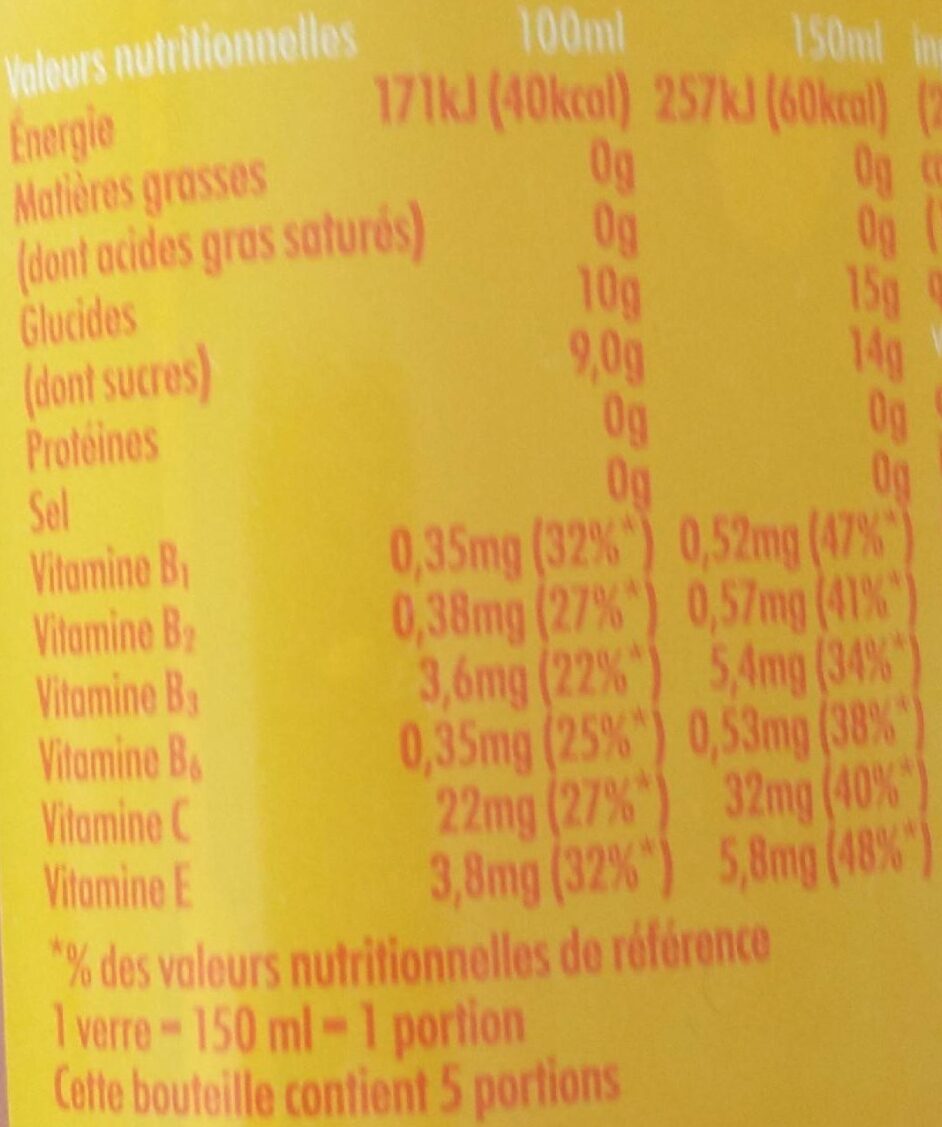 Valeurs nutritionnelles 100ml 150ml
Énergie 171kJ (40kcal) 257kJ (60kcal)
Matières grasses 0g 0g
(dont acides gras saturés) 0g 0g
Glucides 10g 15g
(dont sucres) 9,0g 14g
Protéines 0g 0g
Sel 0g 0g
Vitamine B₁ 0,35mg (32%*) 0,52mg (47%*)
Vitamine B₂ 0,38mg (27%*) 0,57mg (41%*)
Vitamine B₃ 3,6mg (22%*) 5,4mg (34%*)
Vitamine B₆ 0,35mg (25%*) 0,53mg (38%*)
Vitamine C 22mg (27%*) 32mg (40%*)
Vitamine E 3,8mg (32%*) 5,8mg (48%*)
*% des valeurs nutritionnelles de référence
1 verre = 150 ml = 1 portion
Cette bouteille contient 5 portions